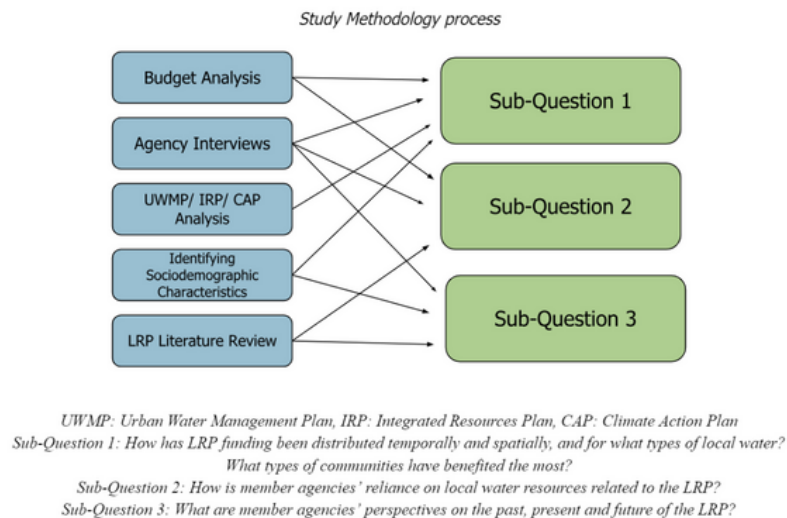 Study Methodology process
Budget Analysis
Agency Interviews
UWMP/ IRP/ CAP
Analysis
Identifying
Sociodemographic
Characteristics
LRP Literature Review
Sub-Question 1
Sub-Question 2
Sub-Question 3
UWMP: Urban Water Management Plan, IRP: Integrated Resources Plan, CAP: Climate Action Plan
Sub-Question 1: How has LRP funding been distributed temporally and spatially, and for what types of local water?
What types of communities have benefited the most?
Sub-Question 2: How is member agencies' reliance on local water resources related to the LRP?
Sub-Question 3: What are member agencies' perspectives on the past, present and future of the LRP?